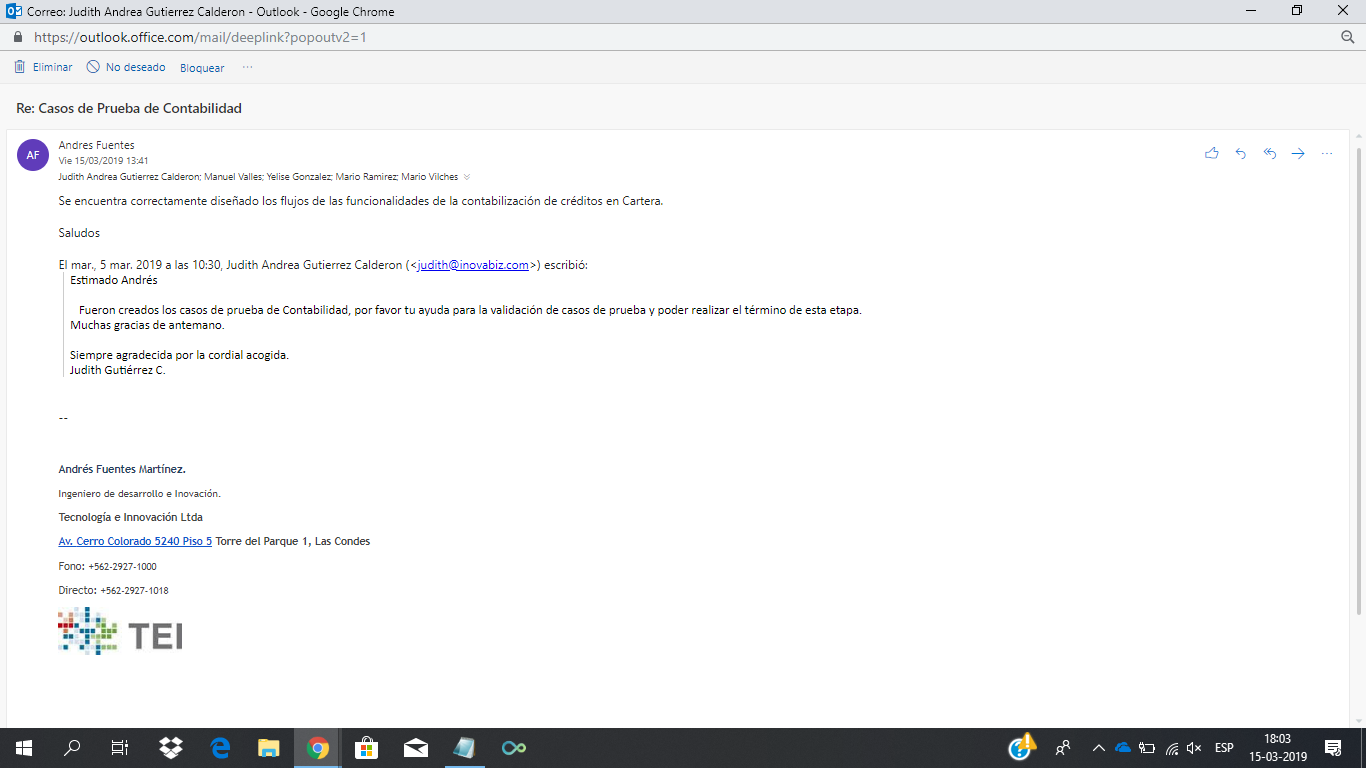 Correo: Judith Andrea Gutierrez Calderon - Outlook - Google Chrome
https://outlook.office.com/mail/deeplink?popoutv2=1
Eliminar No deseado Bloquear ...
Re: Casos de Prueba de Contabilidad
AF
Andres Fuentes
Vie 15/03/2019 13:41
Judith Andrea Gutierrez Calderon; Manuel Valles; Yelise Gonzalez; Mario Ramirez; Mario Vilches
Se encuentra correctamente diseñado los flujos de las funcionalidades de la contabilización de créditos en Cartera.
Saludos
El mar., 5 mar. 2019 a las 10:30, Judith Andrea Gutierrez Calderon (<judith@inovabiz.com>) escribió:
Estimado Andrés
Fueron creados los casos de prueba de Contabilidad, por favor tu ayuda para la validación de casos de prueba y poder realizar el término de esta etapa.
Muchas gracias de antemano.
Siempre agradecida por la cordial acogida.
Judith Gutiérrez C.
--
Andrés Fuentes Martínez.
Ingeniero de desarrollo e Inovación.
Tecnología e Innovación Ltda
Av. Cerro Colorado 5240 Piso 5 Torre del Parque 1, Las Condes
Fono: +562-2927-1000
Directo: +562-2927-1018
TEI
ESP
18:03
15-03-2019